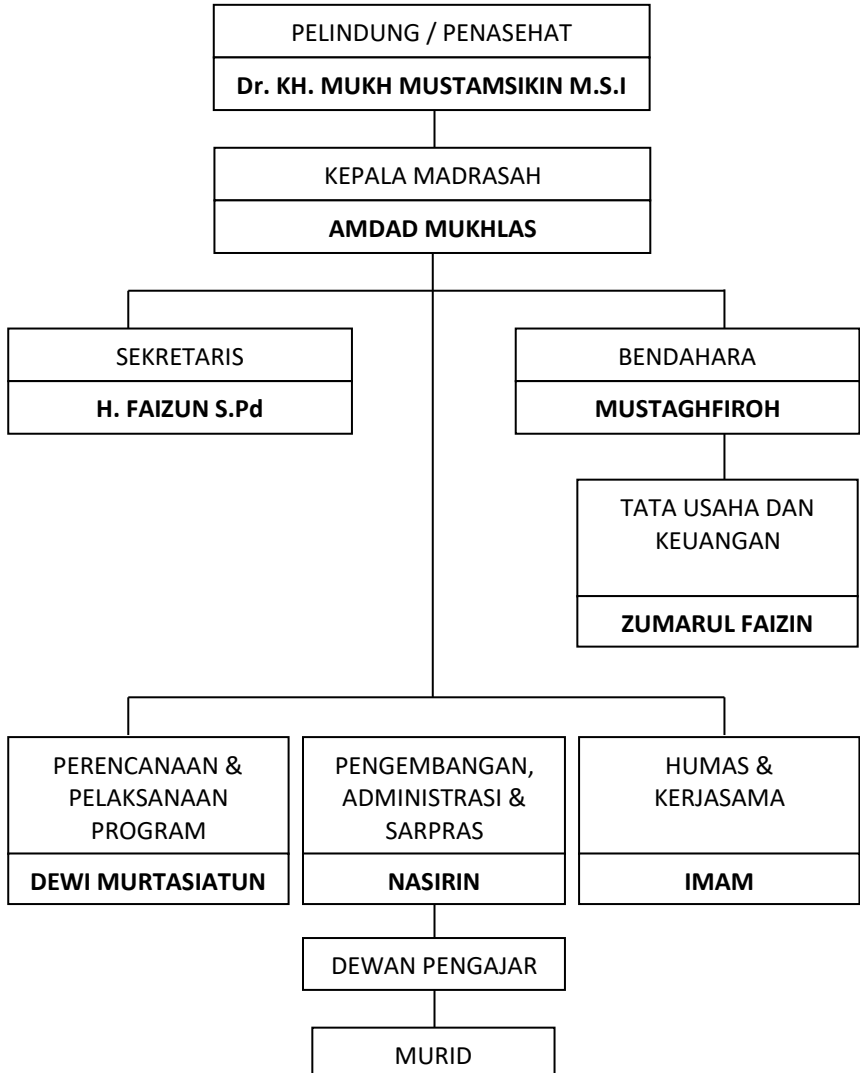 PELINDUNG / PENASEHAT
Dr. KH. MUKH MUSTAMSIKIN M.S.I
KEPALA MADRASAH
AMDAD MUKHLAS
SEKRETARIS
H. FAIZUN S.Pd
BENDAHARA
MUSTAGHFIROH
TATA USAHA DAN
KEUANGAN
ZUMARUL FAIZIN
PERENCANAAN &
PELAKSANAAN
PROGRAM
DEWI MURTASIATUN
PENGEMBANGAN,
ADMINISTRASI &
SARPRAS
NASIRIN
HUMAS &
KERJASAMA
IMAM
DEWAN PENGAJAR
MURID